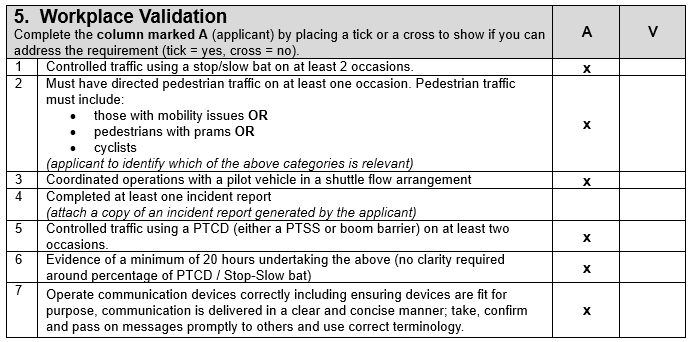 5. Workplace Validation
Complete the column marked A (applicant) by placing a tick or a cross to show if you can
address the requirement (tick = yes, cross = no).
A
V
1 Controlled traffic using a stop/slow bat on at least 2 occasions. x
2 Must have directed pedestrian traffic on at least one occasion. Pedestrian traffic
must include:
• those with mobility issues OR
• pedestrians with prams OR
• cyclists
(applicant to identify which of the above categories is relevant)
x
3 Coordinated operations with a pilot vehicle in a shuttle flow arrangement x
4 Completed at least one incident report
(attach a copy of an incident report generated by the applicant)
5 Controlled traffic using a PTCD (either a PTSS or boom barrier) on at least two
occasions. x
6 Evidence of a minimum of 20 hours undertaking the above (no clarity required
around percentage of PTCD / Stop-Slow bat) x
7 Operate communication devices correctly including ensuring devices are fit for
purpose, communication is delivered in a clear and concise manner; take, confirm x
and pass on messages promptly to others and use correct terminology.